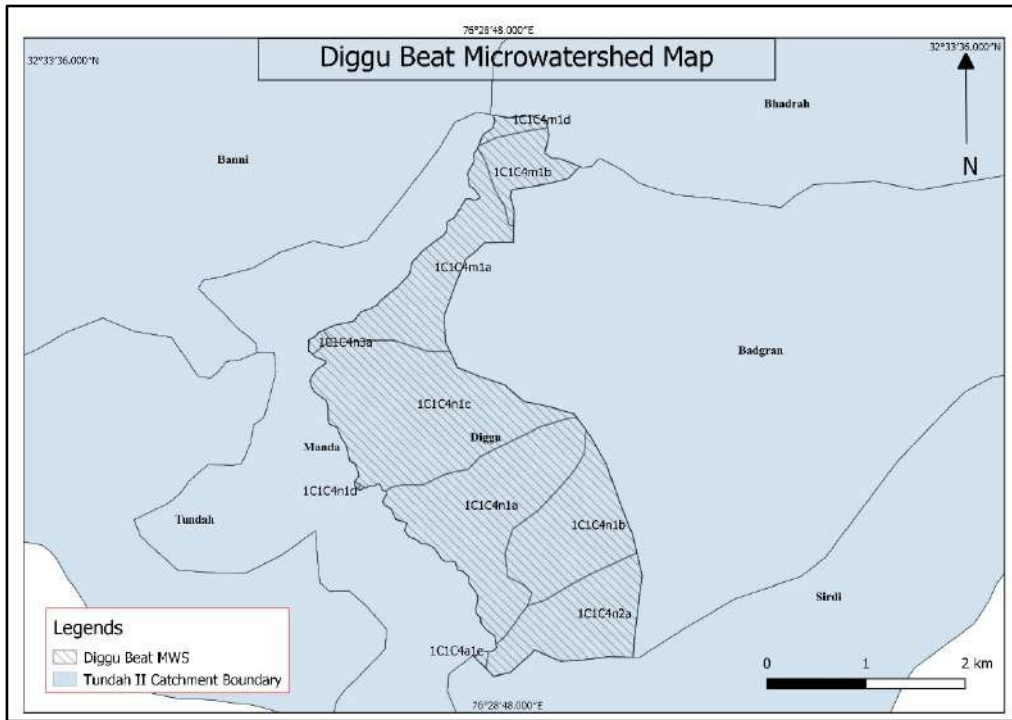 76°28'48.000"E
Diggu Beat Microwatershed Map
32°33'36.000"N
32°33'36.000"N
Bhadrah
1C1C4m1d
N
Banni
1C1C4m1b
1C1C4m1a
1C1C4n3a
Badgran
1C1C4n1c
Diggu
Manda
1C1C4n1d
1C1C4n1a
Tundah
1C1C4n1b
Sirdi
1C1C4n2a
Legends
1C1C4a1e
Diggu Beat MWS
0 1 2 km
Tundah II Catchment Boundary
76°28'48.000"E